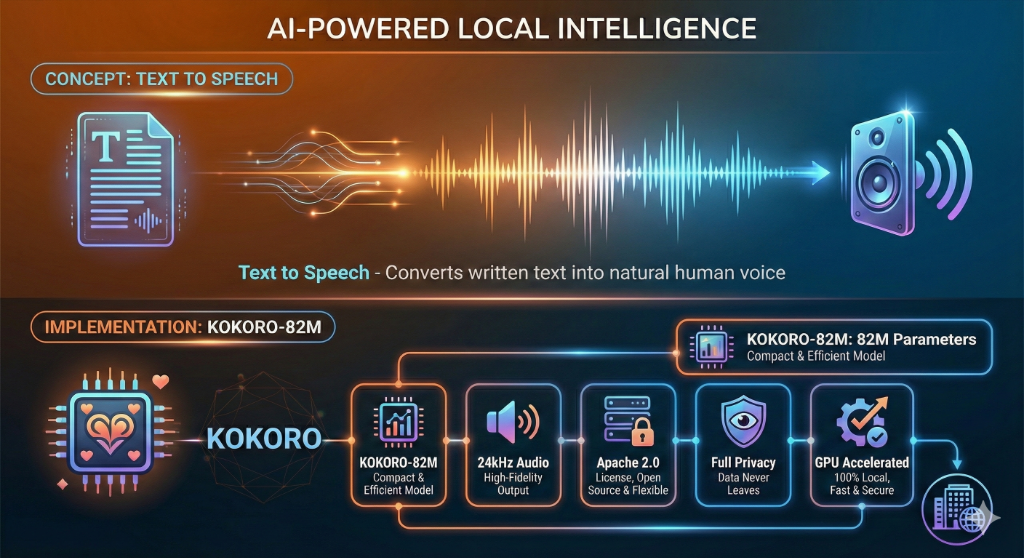 AI-POWERED LOCAL INTELLIGENCE
CONCEPT: TEXT TO SPEECH
T
Text to Speech - Converts written text into natural human voice
IMPLEMENTATION: KOKORO-82M
KOKORO-82M: 82M Parameters
Compact & Efficient Model
KOKORO
KOKORO-82M
Compact &
Efficient Model
24kHz Audio
High-Fidelity
Output
Apache 2.0
License, Open
Source & Flexible
Full Privacy
Data Never
Leaves
GPU Accelerated
100% Local,
Fast & Secure